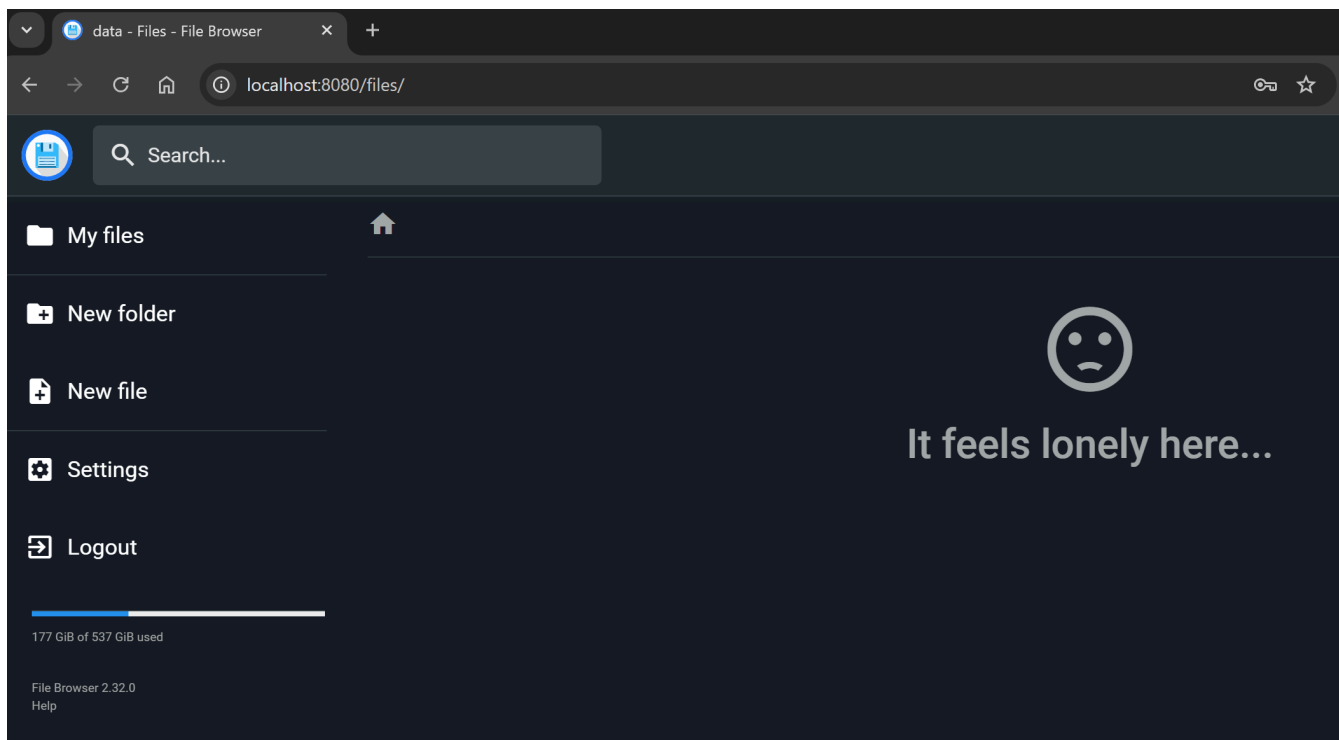 data - Files - File Browser
localhost:8080/files/
Search...
My files
New folder
New file
Settings
Logout
177 GiB of 537 GiB used
File Browser 2.32.0
Help
It feels lonely here...